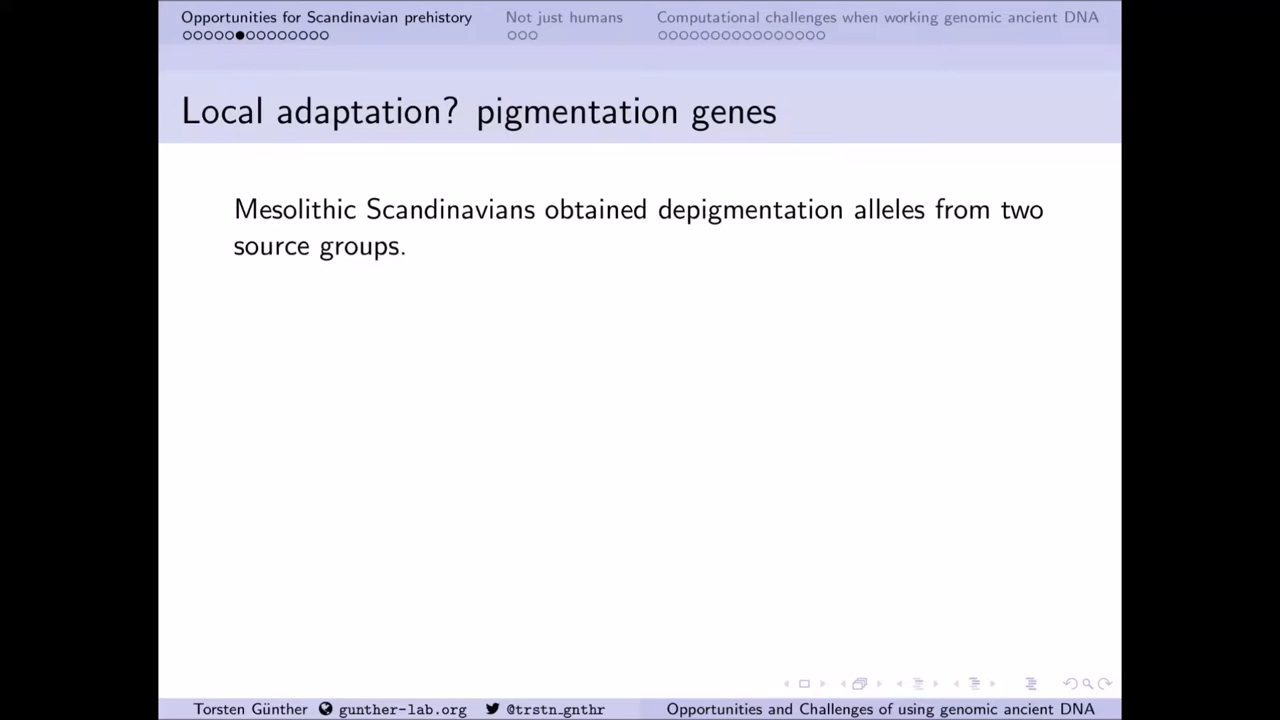 Opportunities for Scandinavian prehistory Not just humans Computational challenges when working genomic ancient DNA
Local adaptation? pigmentation genes
Mesolithic Scandinavians obtained depigmentation alleles from two
source groups.
Torsten Günther gunther-lab.org @trstn_gnthr Opportunities and Challenges of using genomic ancient DNA